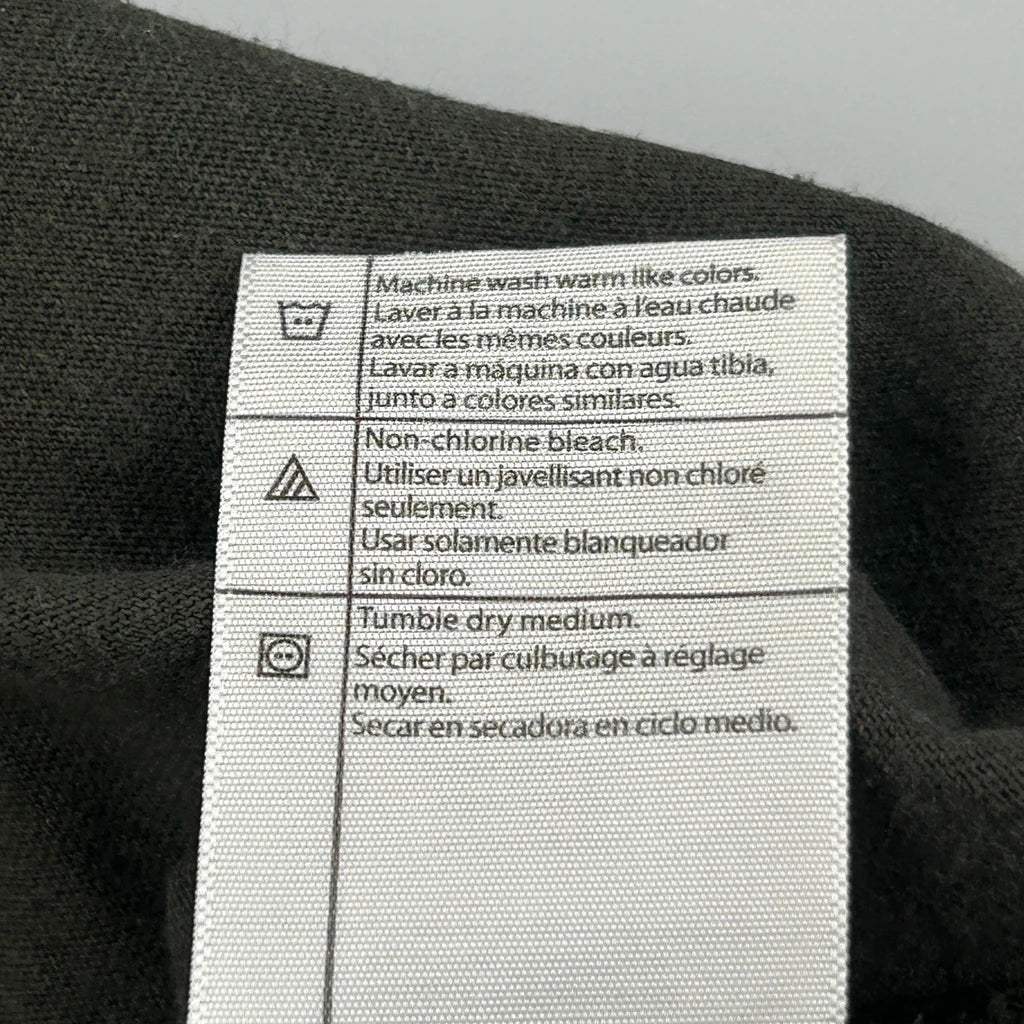 Machine wash warm like colors.
Laver à la machine à l'eau chaude
avec les mêmes couleurs.
Lavar a máquina con agua tibia,
junto a colores similares.
Non-chlorine bleach.
Utiliser un javellisant non chloré
seulement.
Usar solamente blanqueador
sin cloro.
Tumble dry medium.
Sécher par culbutage à réglage
moyen.
Secar en secadora en ciclo medio.